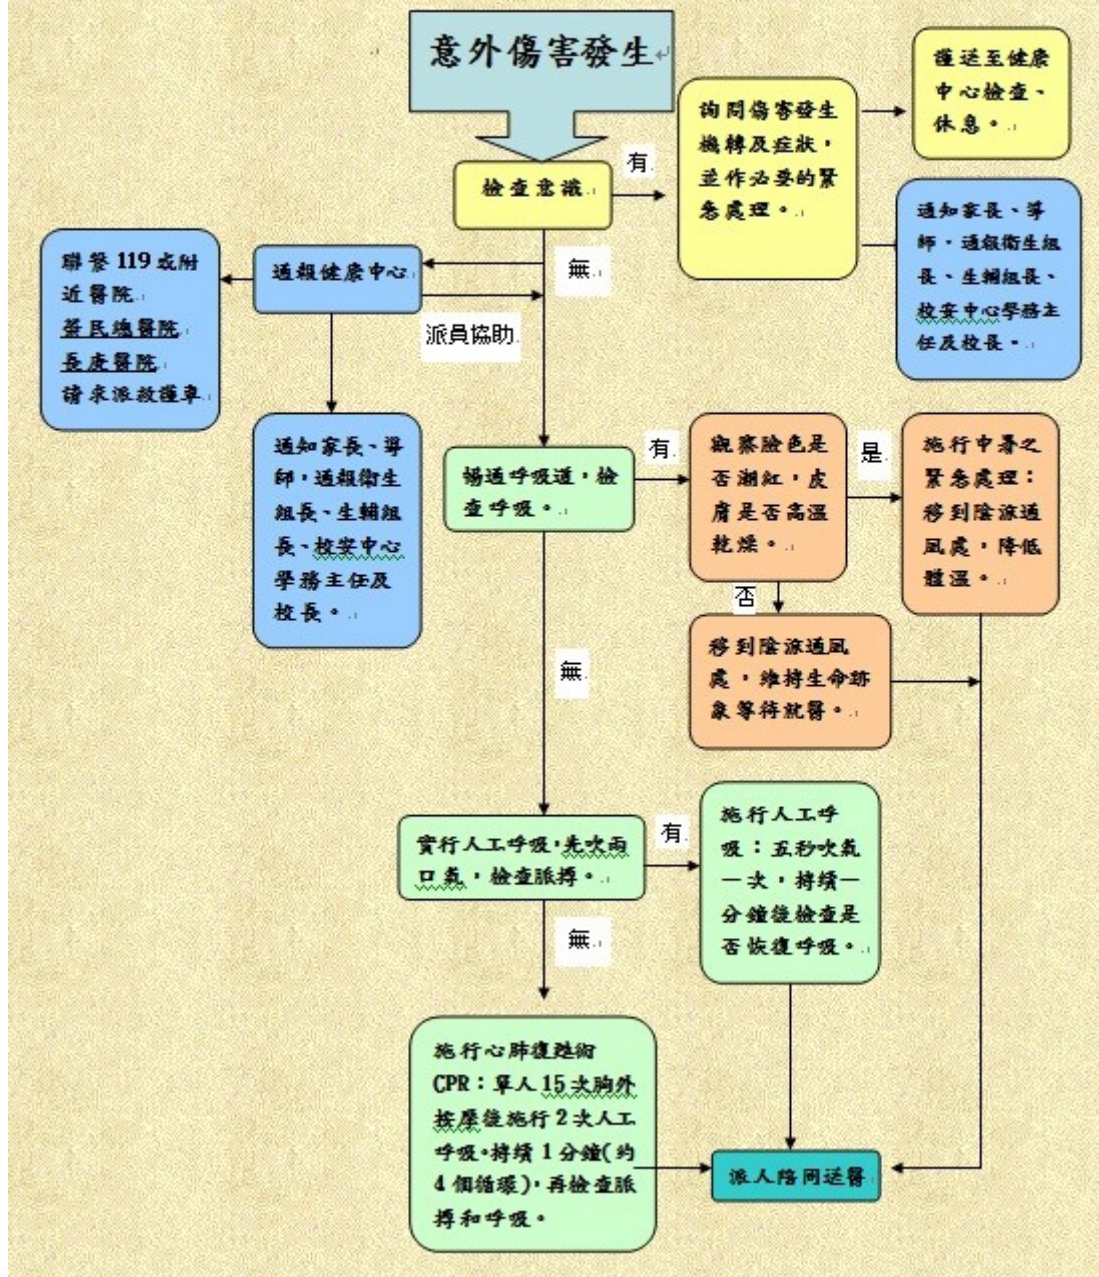 意外傷害發生
檢查意識
有
詢問傷害發生
機轉及症狀，
並作必要的緊
急處理。
護送至健康
中心檢查、
休息。
通知家長、導
師，通報衛生組
長、生輔組長、
校安中心學務主
任及校長。
無
通報健康中心
派員協助
聯繫 119 或附
近醫院
榮民總醫院
長庚醫院
請求派救護車
通知家長、導
師，通報衛生
組長、生輔組
長、校安中心
學務主任及
校長。
暢通呼吸道，檢
查呼吸。
有
觀察臉色是
否潮紅，皮
膚是否高溫
乾燥。
是
施行中暑之
緊急處理：
移到陰涼通
風處，降低
體溫。
否
移到陰涼通風
處，維持生命跡
象等待就醫。
無
實行人工呼吸，先吹兩
口氣，檢查脈搏。
有
施行人工呼
吸：五秒吹氣
一次，持續一
分鐘後檢查是
否恢復呼吸。
無
施行心肺復甦術
CPR：單人 15 次胸外
按摩後施行 2 次人工
呼吸。持續 1 分鐘(約
4 個循環)，再檢查脈
搏和呼吸。
派人陪同送醫